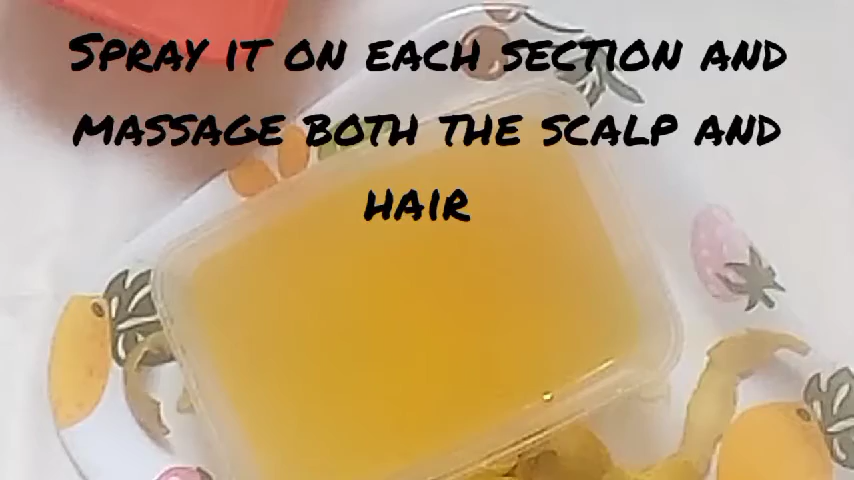 Spray it on each section and
massage both the scalp and
hair